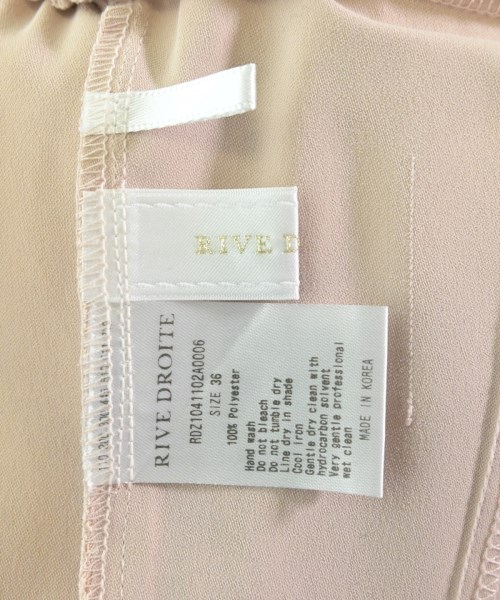 RIVE D
RIVE DROITE
RDZ1041102A0006
SIZE 36
100% Polyester
Hand wash
Do not bleach
Do not tumble dry
Line dry in shade
Cool iron
Gentle dry clean with
hydrocarbon solvent
Very gentle professional
wet clean
MADE IN KOREA